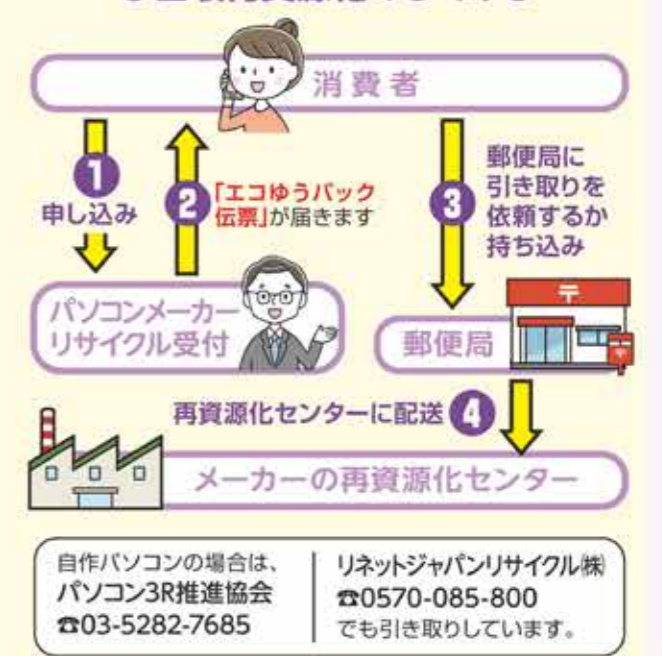 消費者
1
申し込み
2
「エコゆうパック
伝票」が届きます
3
郵便局に
引き取りを
依頼するか
持ち込み
パソコンメーカー
リサイクル受付
郵便局
〒
再資源化センターに配送 4
メーカーの再資源化センター
自作パソコンの場合は、
パソコン3R推進協会
☎03-5282-7685
リネットジャパンリサイクル㈱
☎0570-085-800
でも引き取りしています。